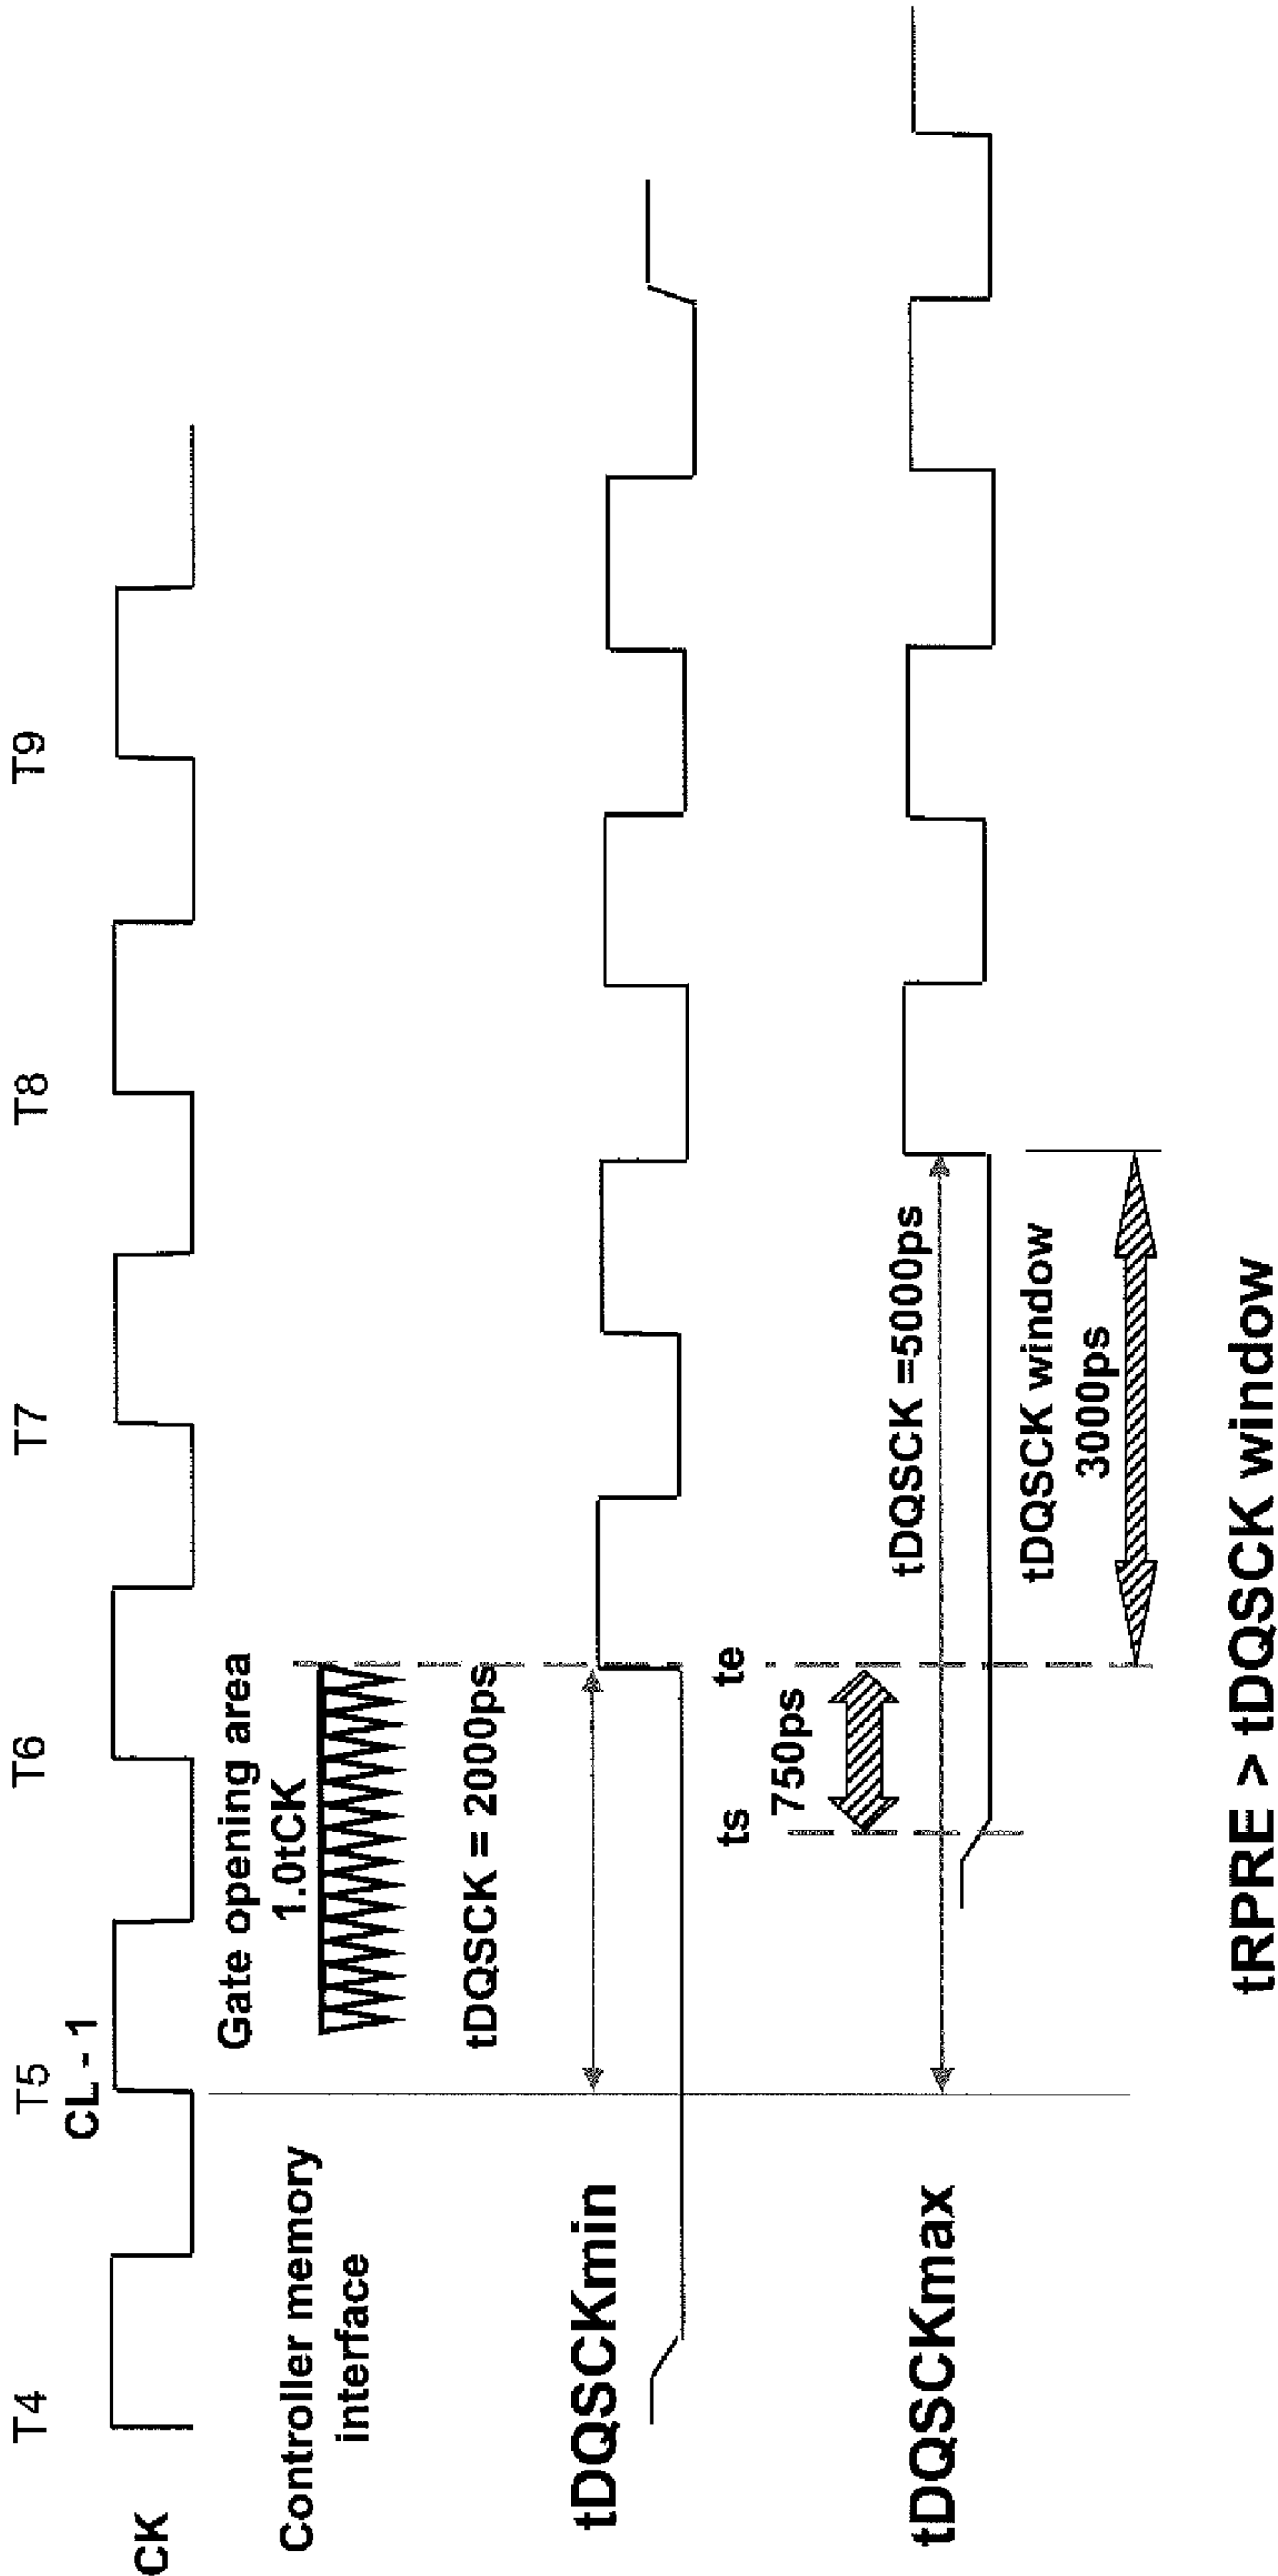 T4 T5 T6 T7 T8 T9
CL - 1
CK
Gate opening area
1.0tCK
Controller memory
interface
tDQSCK = 2000ps
tDQSCKmin
ts te
750ps
tDQSCK =5000ps
tDQSCKmax
tDQSCK window
3000ps
tRPRE > tDQSCK window